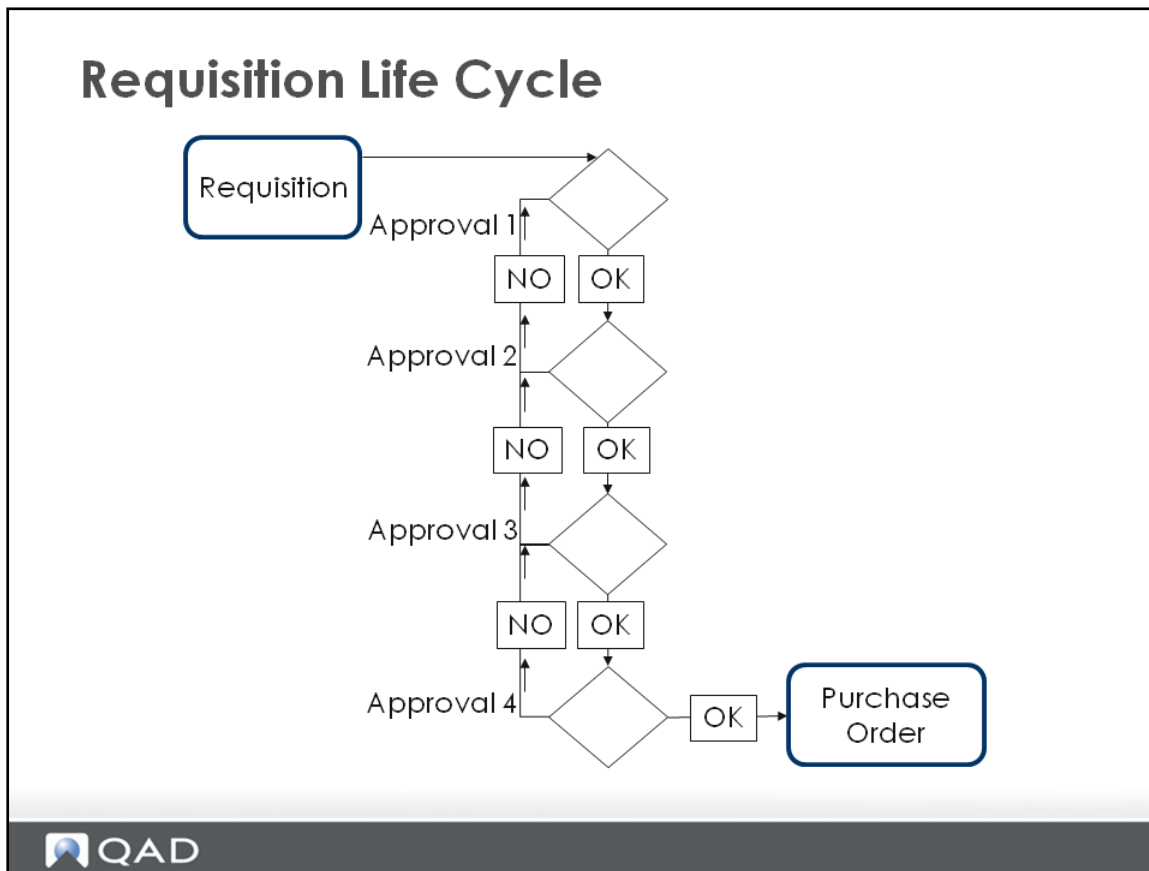 Requisition Life Cycle
Requisition
Approval 1
NO
OK
Approval 2
NO
OK
Approval 3
NO
OK
Approval 4
OK
Purchase
Order
QAD